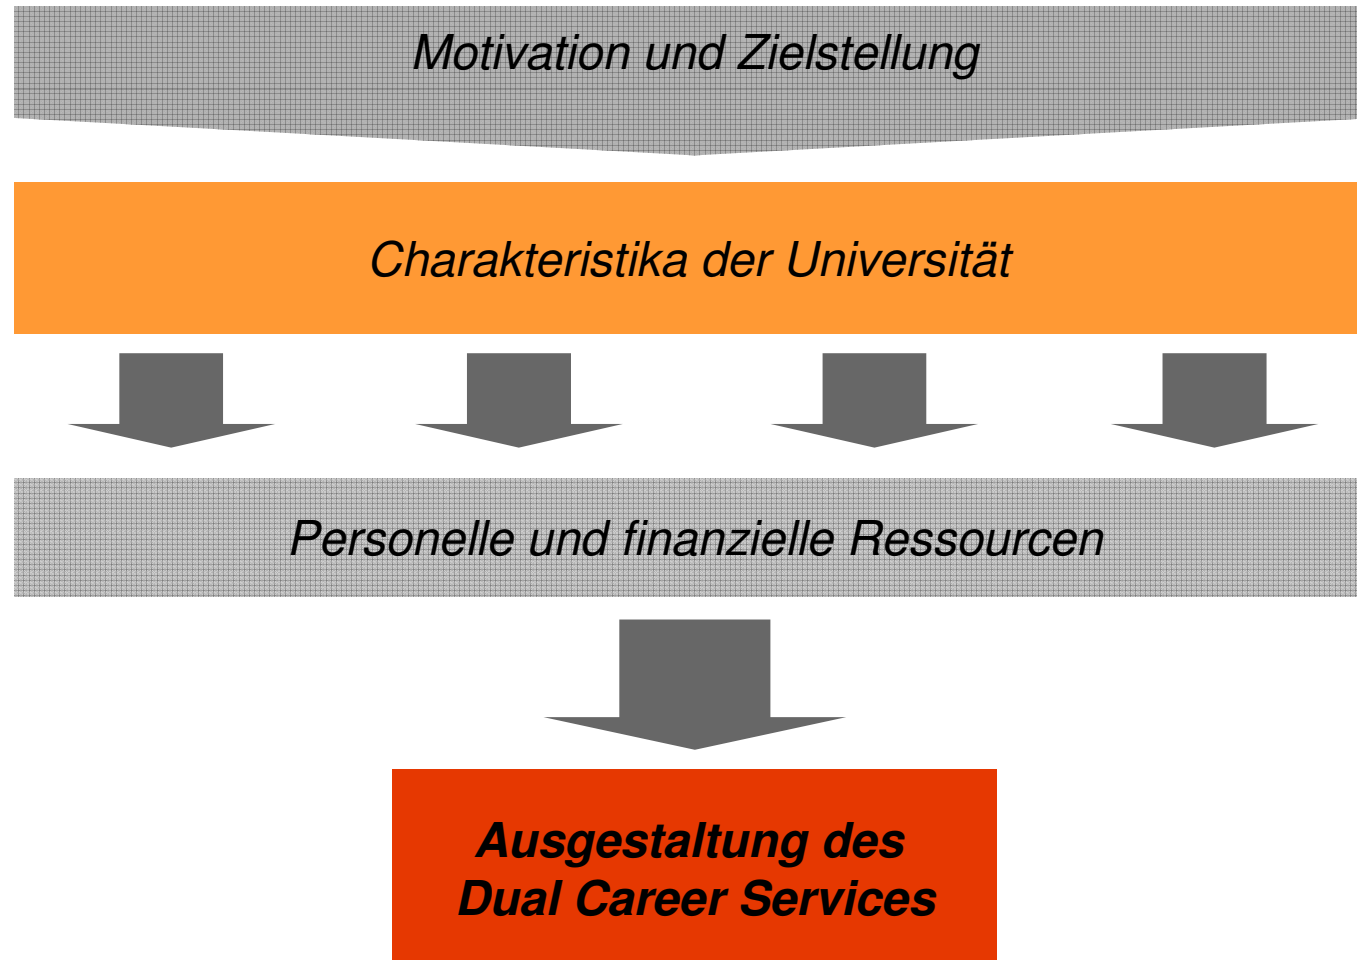 Motivation und Zielstellung
Charakteristika der Universität
Personelle und finanzielle Ressourcen
Ausgestaltung des
Dual Career Services